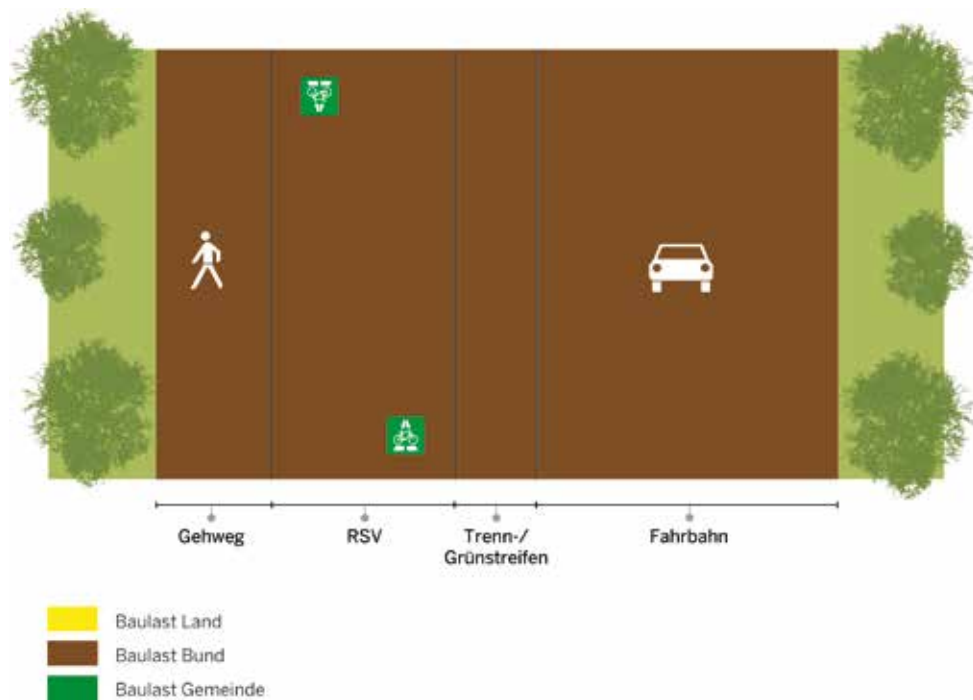 Gehweg
RSV
Trenn-/
Grünstreifen
Fahrbahn
Baulast Land
Baulast Bund
Baulast Gemeinde